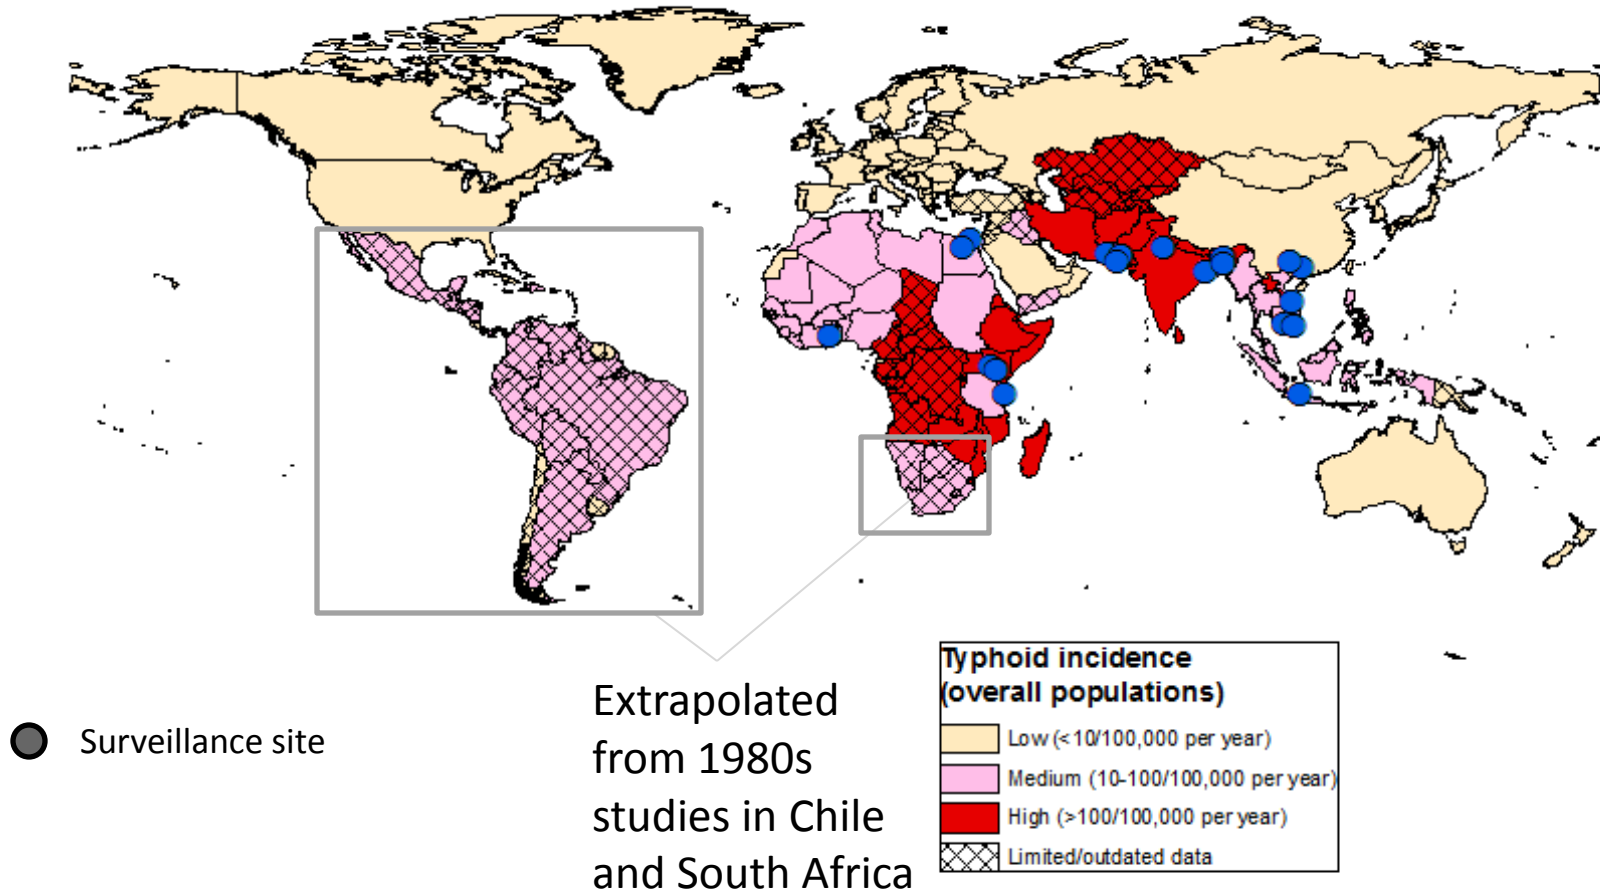 Surveillance site
Extrapolated
from 1980s
studies in Chile
and South Africa
Typhoid incidence
(overall populations)
Low (<10/100,000 per year)
Medium (10-100/100,000 per year)
High (>100/100,000 per year)
Limited/outdated data